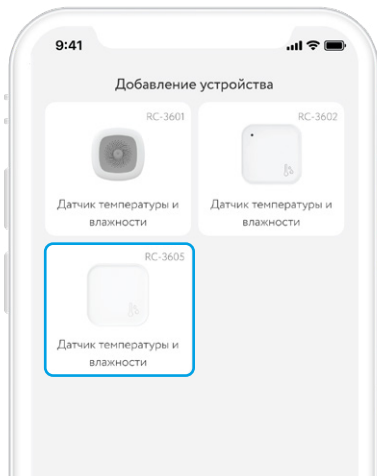 9:41
Добавление устройства
RC-3601
RC-3602
Датчик температуры и
влажности
Датчик температуры и
влажности
RC-3605
Датчик температуры и
влажности